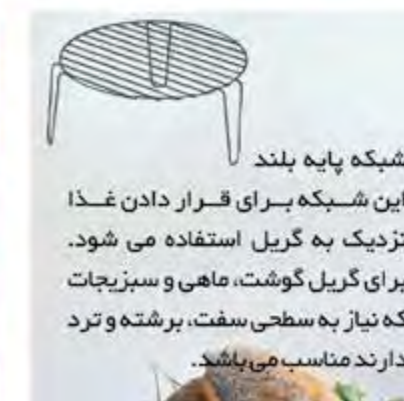 شبکه پایه بلند
این شبکه برای قرار دادن غذا
نزدیک به گریل استفاده می شود.
برای گریل گوشت، ماهی و سبزیجات
که نیاز به سطحی سفت، برشته و ترد
دارند مناسب می‌باشد.